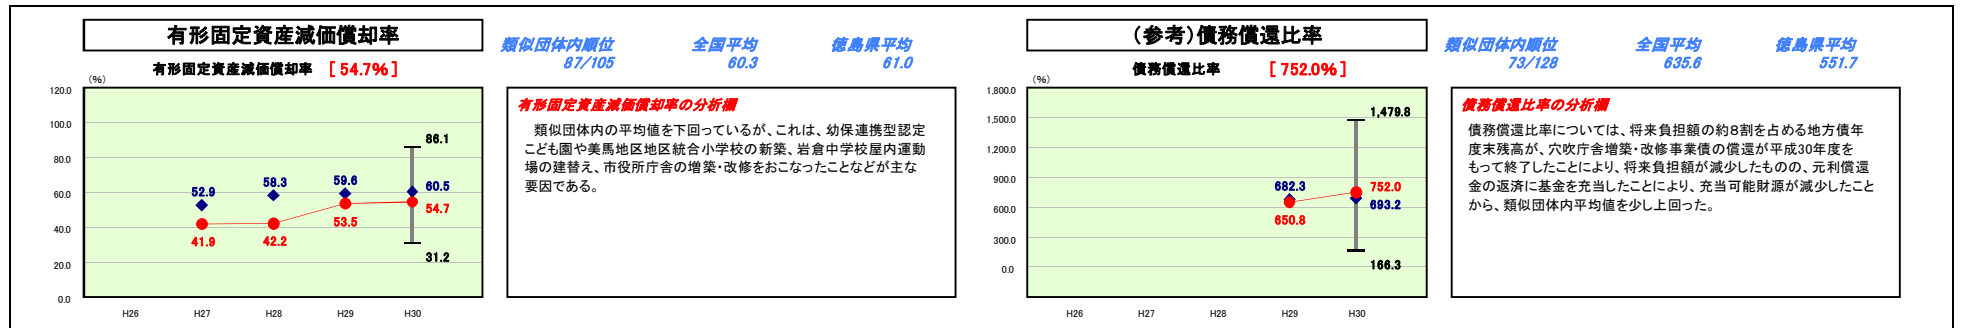 有形固定資産減価償却率
有形固定資産減価償却率 [ 54.7% ]
類似団体内順位 全国平均 徳島県平均
87/105 60.3 61.0
(%)
120.0
100.0
80.0
60.0
40.0
20.0
0.0
86.1
52.9 58.3 59.6 60.5
41.9 42.2 53.5 54.7
31.2
H26 H27 H28 H29 H30
有形固定資産減価償却率の分析欄
類似団体内の平均値を下回っているが、これは、幼保連携型認定
こども園や美馬地区地区統合小学校の新築、岩倉中学校屋内運動
場の建替え、市役所庁舎の増築・改修をおこなったことなどが主な
要因である。
(参考)債務償還比率
債務償還比率 [ 752.0% ]
類似団体内順位 全国平均 徳島県平均
73/128 635.6 551.7
(%)
1,800.0
1,500.0
1,200.0
900.0
600.0
300.0
0.0
1,479.8
682.3 752.0
650.8 693.2
166.3
H26 H27 H28 H29 H30
債務償還比率の分析欄
債務償還比率については、将来負担額の約8割を占める地方債年
度末残高が、穴吹庁舎増築・改修事業債の償還が平成30年度を
もって終了したことにより、将来負担額が減少したものの、元利償還
金の返済に基金を充当したことにより、充当可能財源が減少したこと
から、類似団体内平均値を少し上回った。